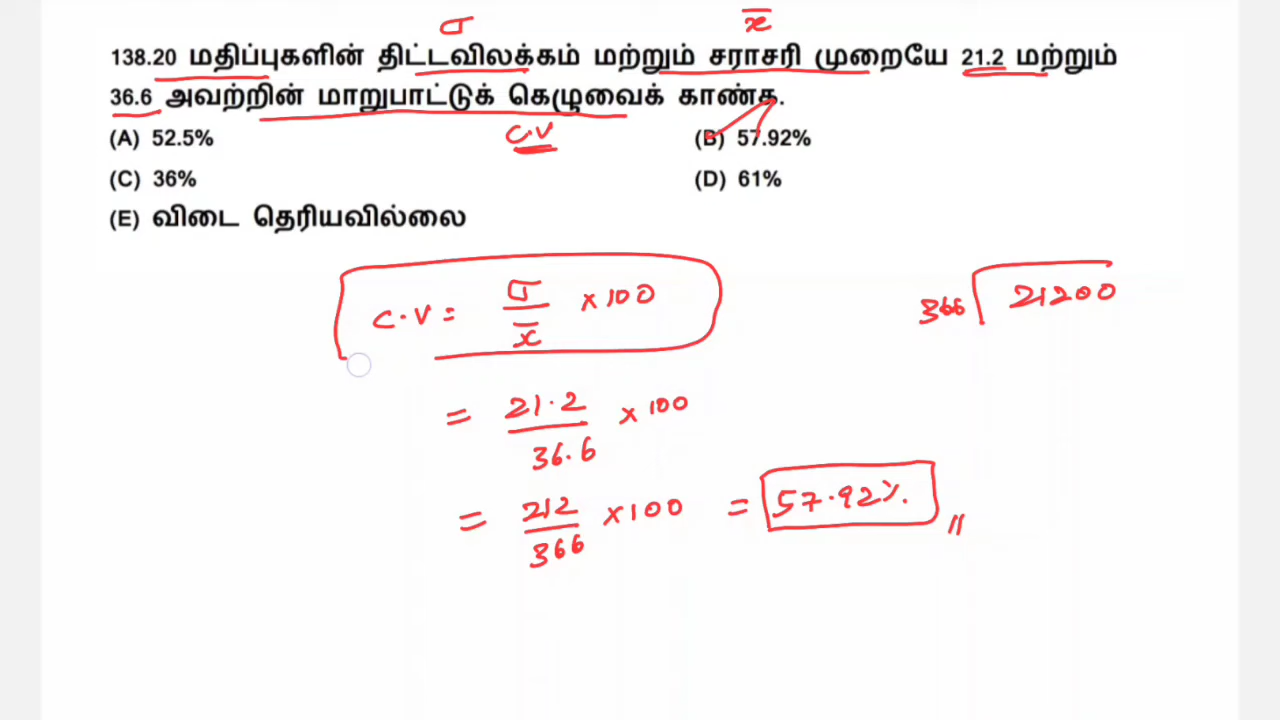 σ x̅
138.20 மதிப்புகளின் திட்டவிலக்கம் மற்றும் சராசரி முறையே 21.2 மற்றும்
36.6 அவற்றின் மாறுபாட்டுக் கெழுவைக் காண்க.
C.V
(A) 52.5% (B) 57.92%
(C) 36% (D) 61%
(E) விடை தெரியவில்லை
C.V = σ/x̅ × 100
366 21200
= 21.2/36.6 × 100
= 212/366 × 100 = 57.92%